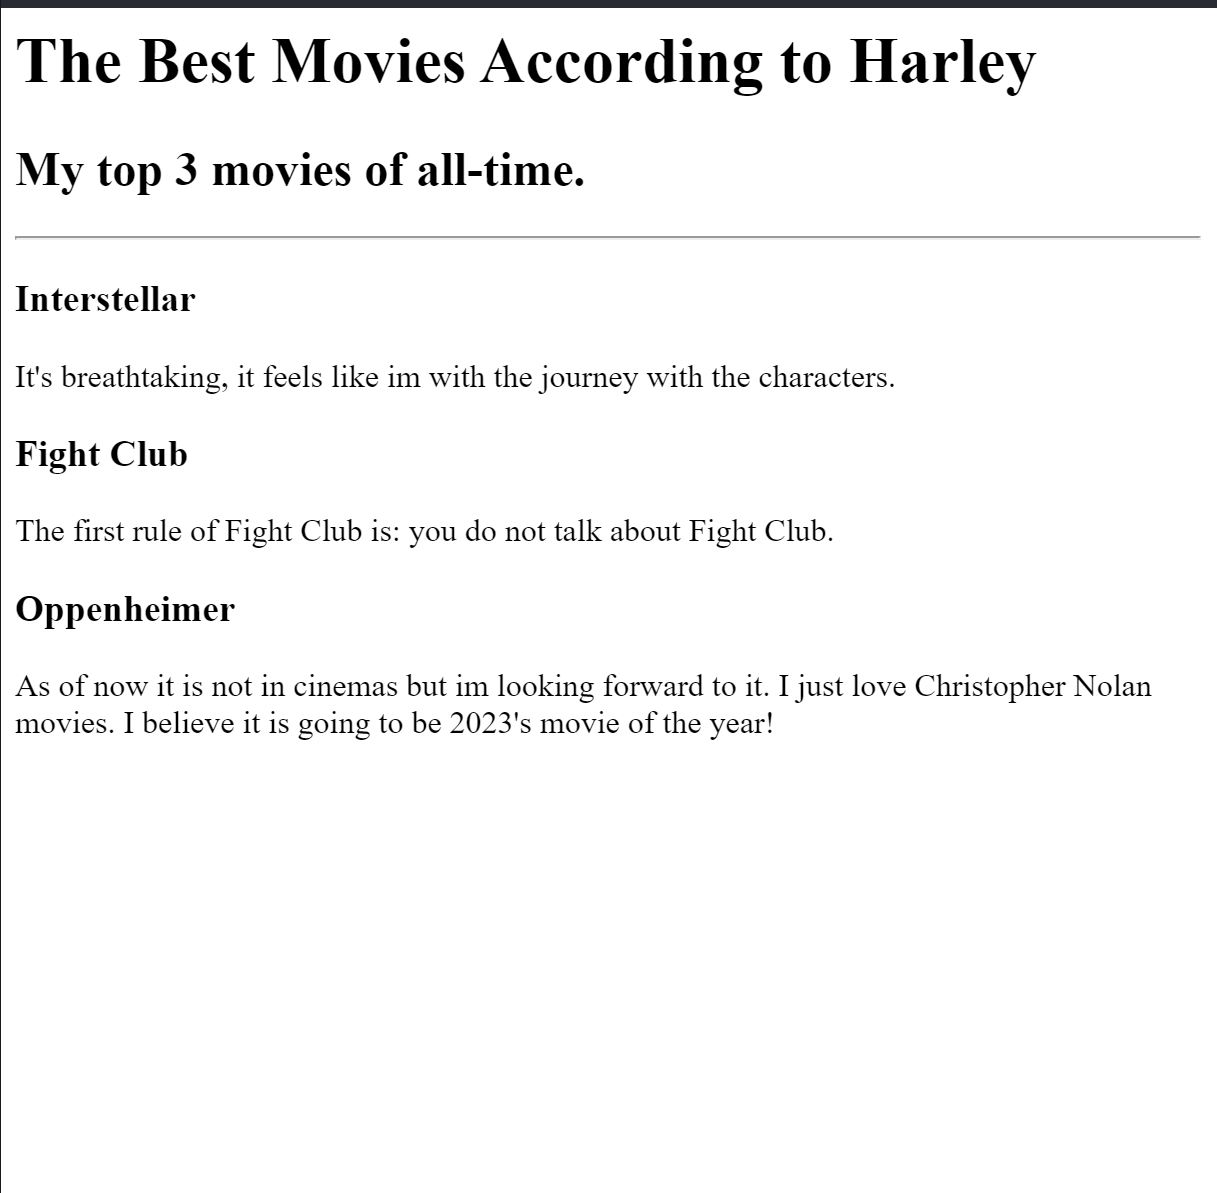 The Best Movies According to Harley
My top 3 movies of all-time.
Interstellar
It's breathtaking, it feels like im with the journey with the characters.
Fight Club
The first rule of Fight Club is: you do not talk about Fight Club.
Oppenheimer
As of now it is not in cinemas but im looking forward to it. I just love Christopher Nolan
movies. I believe it is going to be 2023's movie of the year!